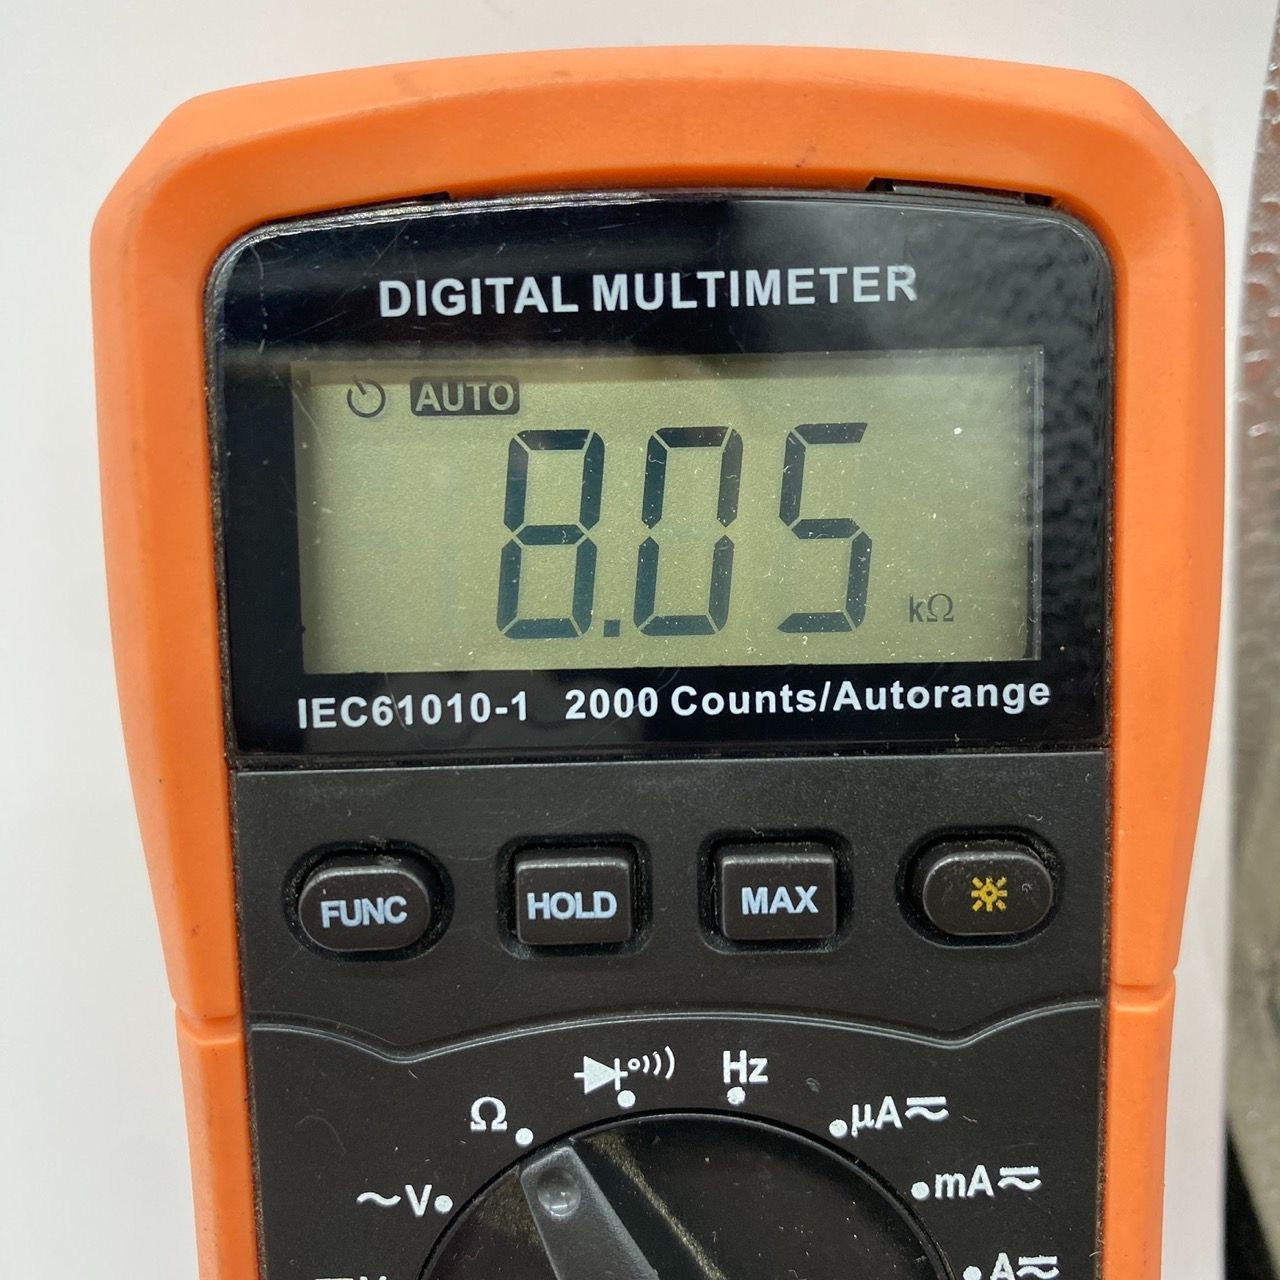 DIGITAL MULTIMETER
AUTO
8.05 kΩ
IEC61010-1 2000 Counts/Autorange
FUNC HOLD MAX
Hz
Ω
µA
~V
mA
A